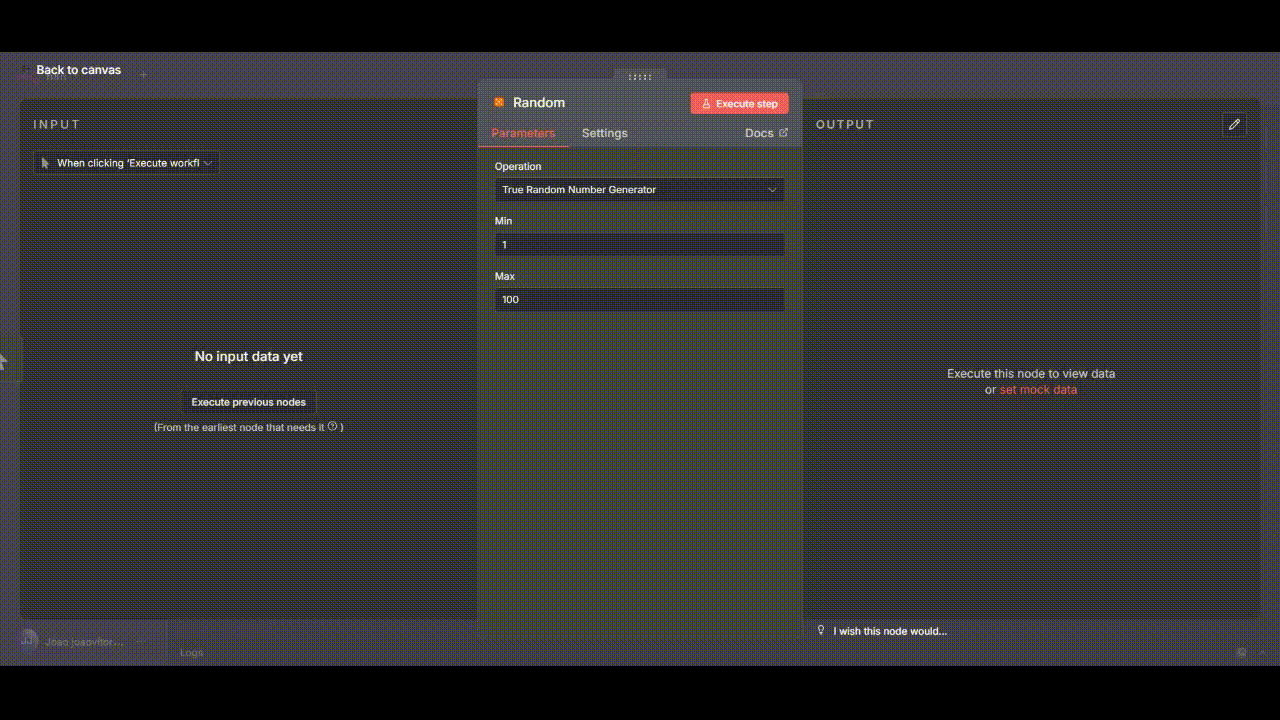 Back to canvas
INPUT
When clicking 'Execute workfl
No input data yet
Execute previous nodes
(From the earliest node that needs it ? )
Random
Execute step
Parameters
Settings
Docs
Operation
True Random Number Generator
Min
1
Max
100
OUTPUT
Execute this node to view data
or set mock data
I wish this node would...
Logs